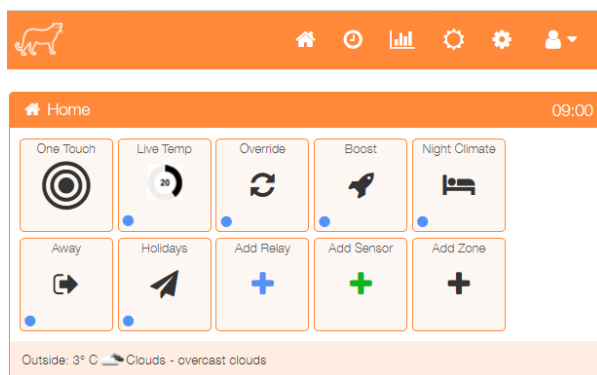 Home 09:00
One Touch Live Temp Override Boost Night Climate
20
Away Holidays Add Relay Add Sensor Add Zone
Outside: 3° C Clouds - overcast clouds